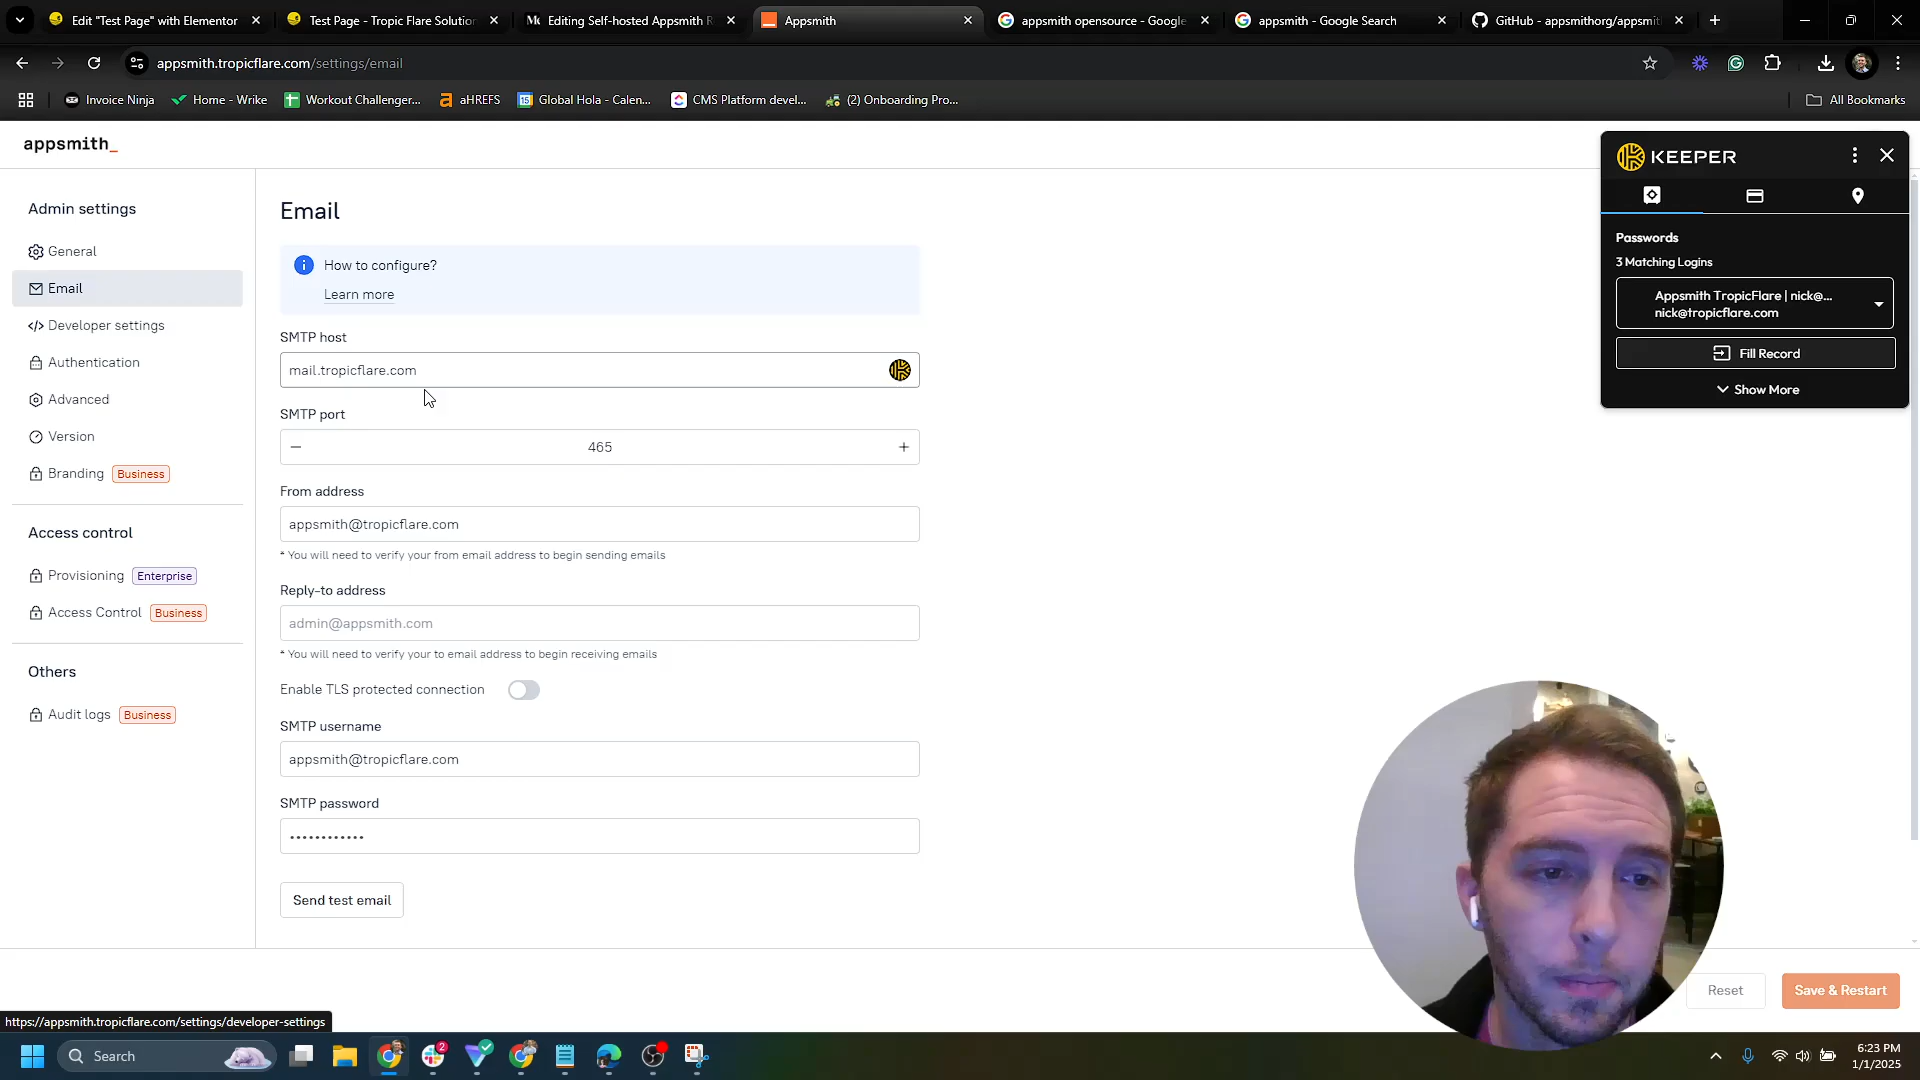 Edit "Test Page" with Elementor
Test Page - Tropic Flare Solution
Editing Self-hosted Appsmith R
Appsmith
appsmith opensource - Google
appsmith - Google Search
GitHub - appsmithorg/appsmit
appsmith.tropicflare.com/settings/email
Invoice Ninja
Home - Wrike
Workout Challenger...
aHREFS
Global Hola - Calen...
CMS Platform devel...
(2) Onboarding Pro...
All Bookmarks
appsmith_
KEEPER
Passwords
3 Matching Logins
Appsmith TropicFlare | nick@...
nick@tropicflare.com
Fill Record
Show More
Admin settings
General
Email
Developer settings
Authentication
Advanced
Version
Branding Business
Access control
Provisioning Enterprise
Access Control Business
Others
Audit logs Business
Email
How to configure?
Learn more
SMTP host
mail.tropicflare.com
SMTP port
465
From address
appsmith@tropicflare.com
* You will need to verify your from email address to begin sending emails
Reply-to address
admin@appsmith.com
* You will need to verify your to email address to begin receiving emails
Enable TLS protected connection
SMTP username
appsmith@tropicflare.com
SMTP password
••••••••••••
Send test email
Reset
Save & Restart
https://appsmith.tropicflare.com/settings/developer-settings
Search
2
6:23 PM
1/1/2025